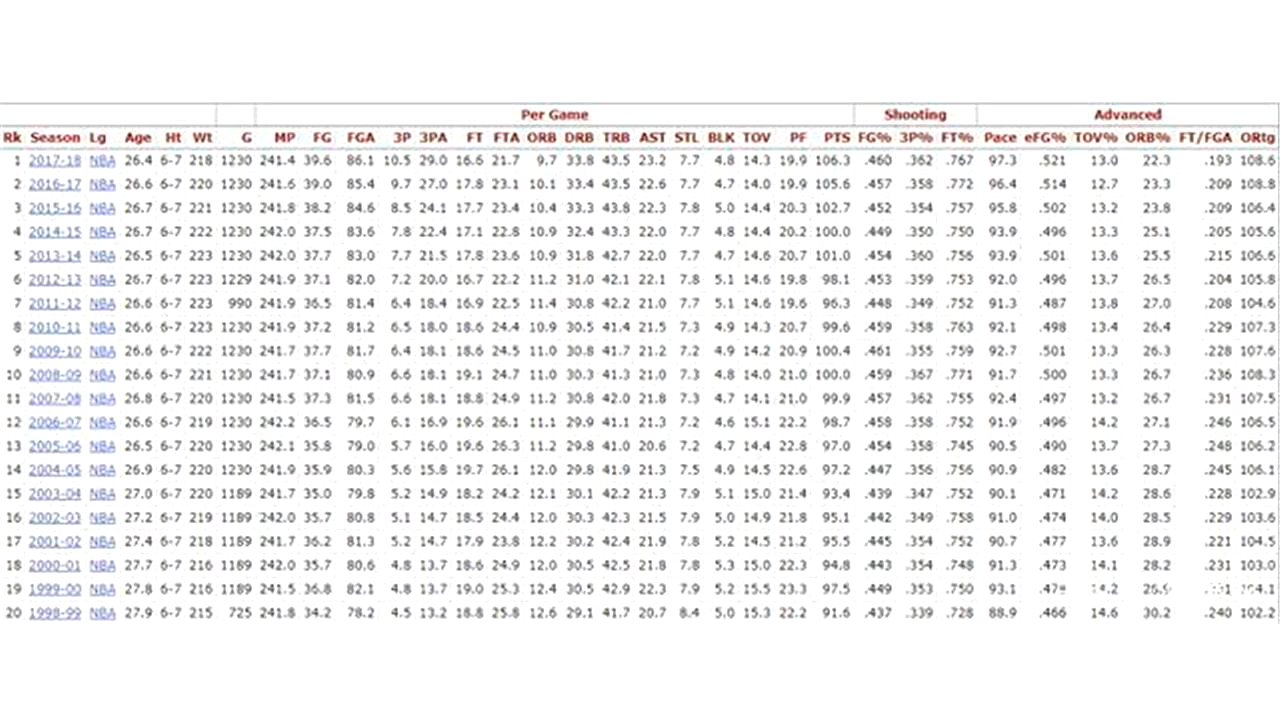 Per Game Shooting Advanced
Rk Season Lg Age Ht Wt G MP FG FGA 3P 3PA FT FTA ORB DRB TRB AST STL BLK TOV PF PTS FG% 3P% FT% Pace eFG% TOV% ORB% FT/FGA ORtg
1 2017-18 NBA 26.4 6-7 218 1230 241.4 39.6 86.1 10.5 29.0 16.6 21.7 9.7 33.8 43.5 23.2 7.7 4.8 14.3 19.9 106.3 .460 .362 .767 97.3 .521 13.0 22.3 .193 108.6
2 2016-17 NBA 26.6 6-7 220 1230 241.6 39.0 85.4 9.7 27.0 17.8 23.1 10.1 33.4 43.5 22.6 7.7 4.7 14.0 19.9 105.6 .457 .358 .772 96.4 .514 12.7 23.3 .209 108.8
3 2015-16 NBA 26.7 6-7 221 1230 241.8 38.2 84.6 8.5 24.1 17.7 23.4 10.4 33.3 43.8 22.3 7.8 5.0 14.4 20.3 102.7 .452 .354 .757 95.8 .502 13.2 23.8 .209 106.4
4 2014-15 NBA 26.7 6-7 222 1230 242.0 37.5 83.6 7.8 22.4 17.1 22.8 10.9 32.4 43.3 22.0 7.7 4.8 14.4 20.2 100.0 .449 .350 .750 93.9 .496 13.3 25.1 .205 105.6
5 2013-14 NBA 26.5 6-7 223 1230 242.0 37.7 83.0 7.7 21.5 17.8 23.6 10.9 31.8 42.7 22.0 7.7 4.7 14.6 20.7 101.0 .454 .360 .756 93.9 .501 13.6 25.5 .215 106.6
6 2012-13 NBA 26.7 6-7 223 1229 241.9 37.1 82.0 7.2 20.0 16.7 22.2 11.2 31.0 42.1 22.1 7.8 5.1 14.6 19.8 98.1 .453 .359 .753 92.0 .496 13.7 26.5 .204 105.8
7 2011-12 NBA 26.6 6-7 223 990 241.9 36.5 81.4 6.4 18.4 16.9 22.5 11.4 30.8 42.2 21.0 7.7 5.1 14.6 19.6 96.3 .448 .349 .752 91.3 .487 13.8 27.0 .208 104.6
8 2010-11 NBA 26.6 6-7 223 1230 241.9 37.2 81.2 6.5 18.0 18.6 24.4 10.9 30.5 41.4 21.5 7.3 4.9 14.3 20.7 99.6 .459 .358 .763 92.1 .498 13.4 26.4 .229 107.3
9 2009-10 NBA 26.6 6-7 222 1230 241.7 37.7 81.7 6.4 18.1 18.6 24.5 11.0 30.8 41.7 21.2 7.2 4.9 14.2 20.9 100.4 .461 .355 .759 92.7 .501 13.3 26.3 .228 107.6
10 2008-09 NBA 26.6 6-7 221 1230 241.7 37.1 80.9 6.6 18.1 19.1 24.7 11.0 30.3 41.3 21.0 7.3 4.8 14.0 21.0 100.0 .459 .367 .771 91.7 .500 13.3 26.7 .236 108.3
11 2007-08 NBA 26.8 6-7 220 1230 241.5 37.3 81.5 6.6 18.1 18.8 24.9 11.2 30.8 42.0 21.8 7.3 4.7 14.1 21.0 99.9 .457 .362 .755 92.4 .497 13.2 26.7 .231 107.5
12 2006-07 NBA 26.6 6-7 219 1230 242.2 36.5 79.7 6.1 16.9 19.6 26.1 11.1 29.9 41.1 21.3 7.2 4.6 15.1 22.2 98.7 .458 .358 .752 91.9 .496 14.2 27.1 .246 106.5
13 2005-06 NBA 26.5 6-7 220 1230 242.1 35.8 79.0 5.7 16.0 19.6 26.3 11.2 29.8 41.0 20.6 7.2 4.7 14.4 22.8 97.0 .454 .358 .745 90.5 .490 13.7 27.3 .248 106.2
14 2004-05 NBA 26.9 6-7 220 1230 241.9 35.9 80.3 5.6 15.8 19.7 26.1 12.0 29.8 41.9 21.3 7.5 4.9 14.5 22.6 97.2 .447 .356 .756 90.9 .482 13.6 28.7 .245 106.1
15 2003-04 NBA 27.0 6-7 220 1189 241.7 35.0 79.8 5.2 14.9 18.2 24.2 12.1 30.1 42.2 21.3 7.9 5.1 15.0 21.4 93.4 .439 .347 .752 90.1 .471 14.2 28.6 .228 102.9
16 2002-03 NBA 27.2 6-7 219 1189 242.0 35.7 80.8 5.1 14.7 18.5 24.4 12.0 30.3 42.3 21.5 7.9 5.0 14.9 21.8 95.1 .442 .349 .758 91.0 .474 14.0 28.5 .229 103.6
17 2001-02 NBA 27.4 6-7 218 1189 241.7 36.2 81.3 5.2 14.7 17.9 23.8 12.2 30.2 42.4 21.9 7.8 5.2 14.5 21.2 95.5 .445 .354 .752 90.7 .477 13.6 28.9 .221 104.5
18 2000-01 NBA 27.7 6-7 216 1189 242.0 35.7 80.6 4.8 13.7 18.6 24.9 12.0 30.5 42.5 21.8 7.8 5.3 15.0 22.3 94.8 .443 .354 .748 91.3 .473 14.1 28.2 .231 103.0
19 1999-00 NBA 27.8 6-7 216 1189 241.5 36.8 82.1 4.8 13.7 19.0 25.3 12.4 30.5 42.9 22.3 7.9 5.2 15.5 23.3 97.5 .449 .353 .750 93.1
20 1998-99 NBA 27.9 6-7 215 725 241.8 34.2 78.2 4.5 13.2 18.8 25.8 12.6 29.1 41.7 20.7 8.4 5.0 15.3 22.2 91.6 .437 .339 .728 88.9 .466 14.6 30.2 .240 102.2